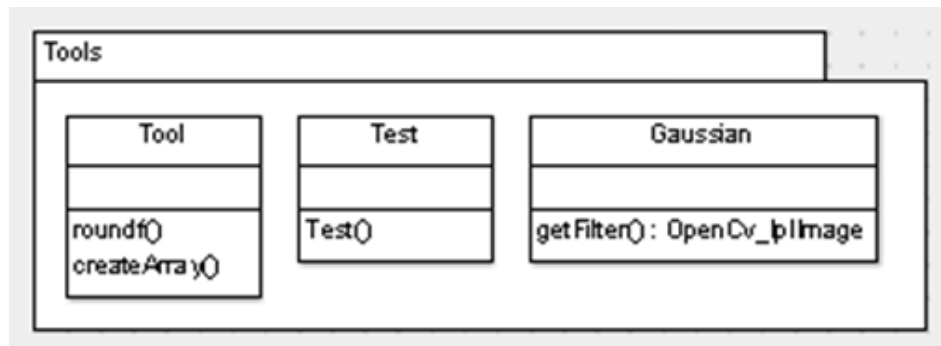 Tools
Tool
Test
Gaussian
roundf()
createArray()
Test()
getFilter() : OpenCv_IplImage